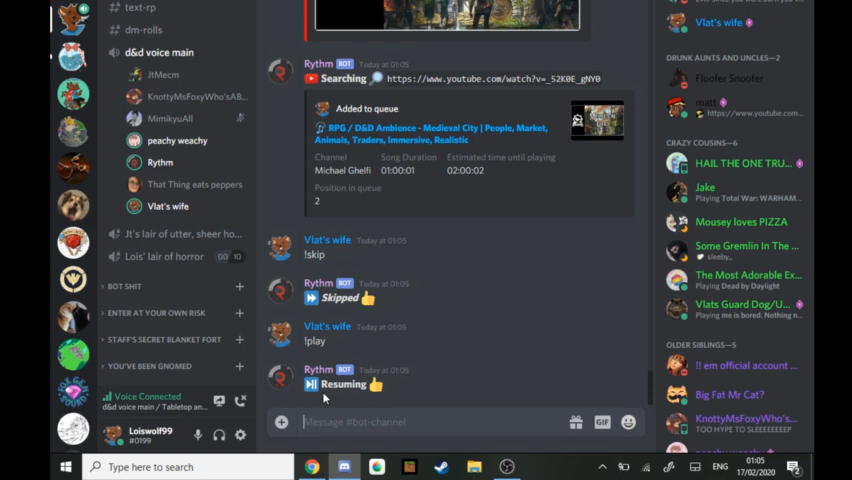 text-rp
dm-rolls
d&d voice main
JtMecm
KnottyMsFoxyWho'sAB...
MimikyuAll
peachy weachy
Rythm
That Thing eats peppers
Vlat's wife
Jt's lair of utter, sheer ho...
Lois' lair of horror 00 10
BOT SHIT
ENTER AT YOUR OWN RISK
STAFF'S SECRET BLANKET FORT
YOU'VE BEEN GNOMED
Voice Connected
d&d voice main / Tabletop an...
Loiswolf99
#0199
Rythm BOT Today at 01:05
Searching https://www.youtube.com/watch?v=_52K0E_gNY0
Added to queue
RPG / D&D Ambience - Medieval City | People, Market,
Animals, Traders, Immersive, Realistic
Channel Song Duration Estimated time until playing
Michael Ghelfi 01:00:01 02:00:02
Position in queue
2
Vlat's wife Today at 01:05
!skip
Rythm BOT Today at 01:05
Skipped
Vlat's wife Today at 01:05
!play
Rythm BOT Today at 01:05
Resuming
Message #bot-channel
GIF
Vlat's wife
DRUNK AUNTS AND UNCLES—2
Floofer Snoofer
matt
https://www.youtube.com...
CRAZY COUSINS—6
HAIL THE ONE TRU...
Jake
Playing Total War: WARHAM...
Mousey loves PIZZA
Some Gremlin In The ...
sleeby,,
The Most Adorable Ex...
Playing Dead by Daylight
Vlats Guard Dog/U...
Playing me is bored. Nothing n...
OLDER SIBLINGS—5
!! em official account ...
Big Fat Mr Cat?
KnottyMsFoxyWho's...
TOO HYPE TO SLEEEEEEEP
Type here to search
ENG
01:05
17/02/2020
2